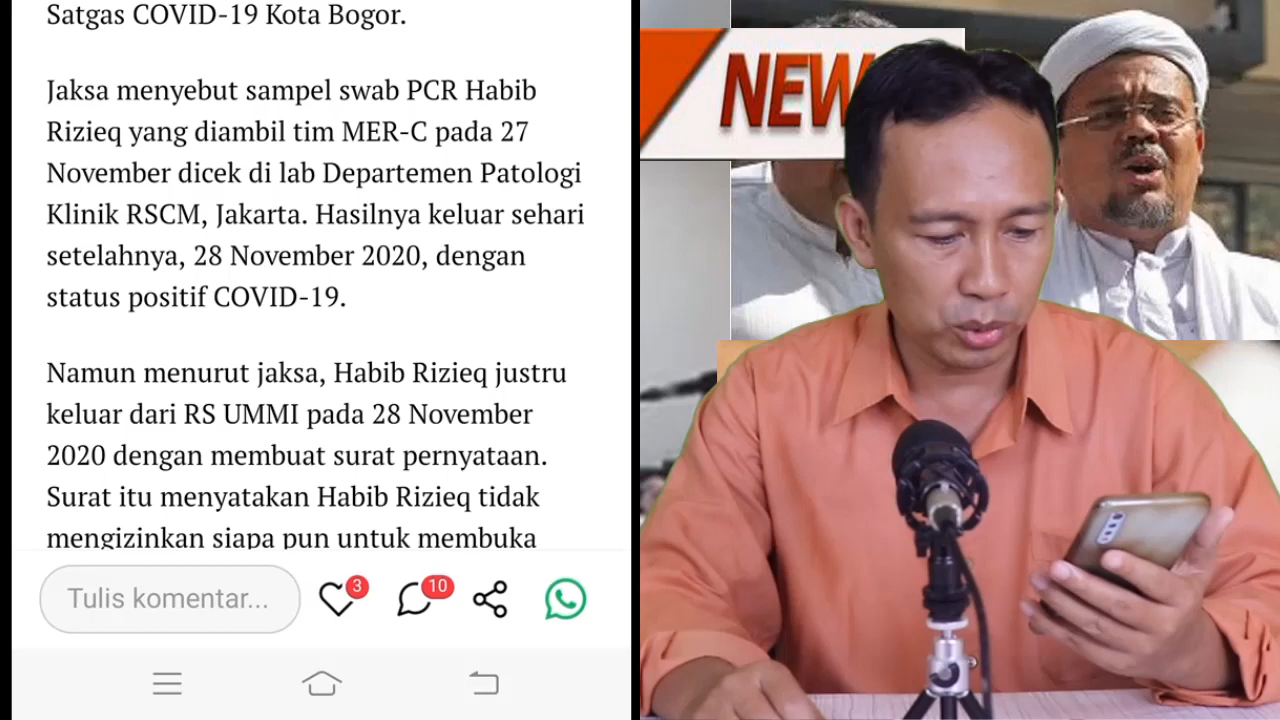 Satgas COVID-19 Kota Bogor.
Jaksa menyebut sampel swab PCR Habib
Rizieq yang diambil tim MER-C pada 27
November dicek di lab Departemen Patologi
Klinik RSCM, Jakarta. Hasilnya keluar sehari
setelahnya, 28 November 2020, dengan
status positif COVID-19.
Namun menurut jaksa, Habib Rizieq justru
keluar dari RS UMMI pada 28 November
2020 dengan membuat surat pernyataan.
Surat itu menyatakan Habib Rizieq tidak
mengizinkan siapa pun untuk membuka
Tulis komentar...
3
10
NEW